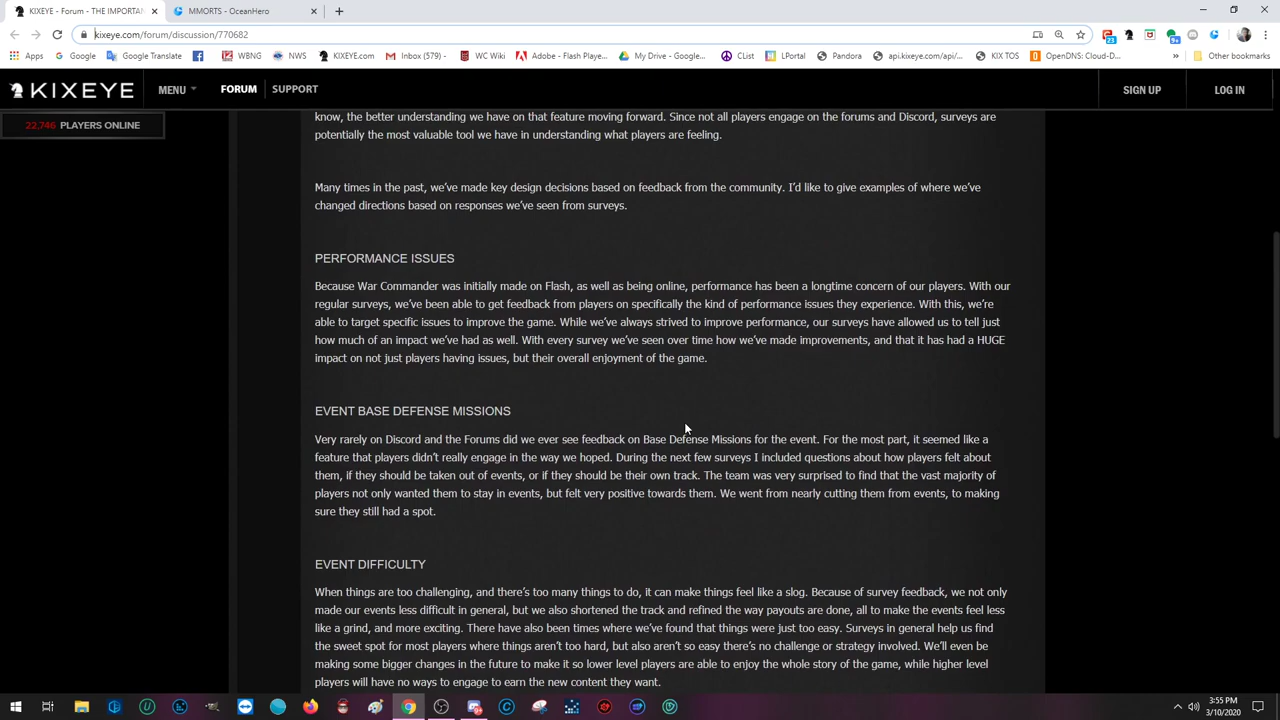 KIXEYE - Forum - THE IMPORTAN
MMORTS - OceanHero
kixeye.com/forum/discussion/770682
Apps
Google
Google Translate
WBNG
NWS
KIXEYE.com
Inbox (579) -
WC Wiki
Adobe - Flash Playe...
My Drive - Google...
CList
LPortal
Pandora
api.kixeye.com/api/...
KIX TOS
OpenDNS: Cloud-D...
Other bookmarks
23
9+
KIXEYE
MENU
FORUM
SUPPORT
SIGN UP
LOG IN
22,746 PLAYERS ONLINE
know, the better understanding we have on that feature moving forward. Since not all players engage on the forums and Discord, surveys are
potentially the most valuable tool we have in understanding what players are feeling.
Many times in the past, we've made key design decisions based on feedback from the community. I'd like to give examples of where we've
changed directions based on responses we've seen from surveys.
PERFORMANCE ISSUES
Because War Commander was initially made on Flash, as well as being online, performance has been a longtime concern of our players. With our
regular surveys, we've been able to get feedback from players on specifically the kind of performance issues they experience. With this, we're
able to target specific issues to improve the game. While we've always strived to improve performance, our surveys have allowed us to tell just
how much of an impact we've had as well. With every survey we've seen over time how we've made improvements, and that it has had a HUGE
impact on not just players having issues, but their overall enjoyment of the game.
EVENT BASE DEFENSE MISSIONS
Very rarely on Discord and the Forums did we ever see feedback on Base Defense Missions for the event. For the most part, it seemed like a
feature that players didn't really engage in the way we hoped. During the next few surveys I included questions about how players felt about
them, if they should be taken out of events, or if they should be their own track. The team was very surprised to find that the vast majority of
players not only wanted them to stay in events, but felt very positive towards them. We went from nearly cutting them from events, to making
sure they still had a spot.
EVENT DIFFICULTY
When things are too challenging, and there's too many things to do, it can make things feel like a slog. Because of survey feedback, we not only
made our events less difficult in general, but we also shortened the track and refined the way payouts are done, all to make the events feel less
like a grind, and more exciting. There have also been times where we've found that things were just too easy. Surveys in general help us find
the sweet spot for most players where things aren't too hard, but also aren't so easy there's no challenge or strategy involved. We'll even be
making some bigger changes in the future to make it so lower level players are able to enjoy the whole story of the game, while higher level
players will have no ways to engage to earn the new content they want.
3:55 PM
3/10/2020